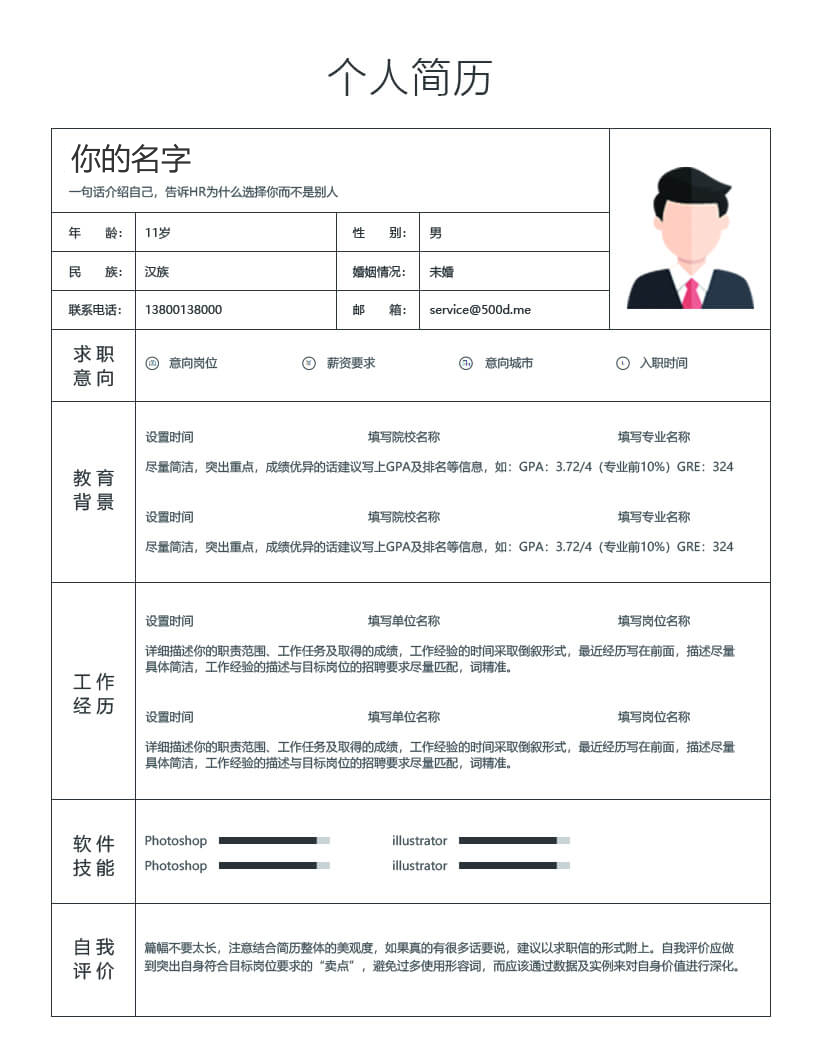 个人简历
你的名字
一句话介绍自己，告诉HR为什么选择你而不是别人
年 龄： 11岁 性 别： 男
民 族： 汉族 婚姻情况： 未婚
联系电话： 13800138000 邮 箱： service@500d.me
求职
意向
意向岗位 薪资要求 意向城市 入职时间
教育
背景
设置时间 填写院校名称 填写专业名称
尽量简洁，突出重点，成绩优异的话建议写上GPA及排名等信息，如：GPA：3.72/4（专业前10%）GRE：324
设置时间 填写院校名称 填写专业名称
尽量简洁，突出重点，成绩优异的话建议写上GPA及排名等信息，如：GPA：3.72/4（专业前10%）GRE：324
工作
经历
设置时间 填写单位名称 填写岗位名称
详细描述你的职责范围、工作任务及取得的成绩，工作经验的时间采取倒叙形式，最近经历写在前面，描述尽量
具体简洁，工作经验的描述与目标岗位的招聘要求尽量匹配，词精准。
设置时间 填写单位名称 填写岗位名称
详细描述你的职责范围、工作任务及取得的成绩，工作经验的时间采取倒叙形式，最近经历写在前面，描述尽量
具体简洁，工作经验的描述与目标岗位的招聘要求尽量匹配，词精准。
软件
技能
Photoshop illustrator
Photoshop illustrator
自我
评价
篇幅不要太长，注意结合简历整体的美观度，如果真的有很多话要说，建议以求职信的形式附上。自我评价应做
到突出自身符合目标岗位要求的“卖点”，避免过多使用形容词，而应该通过数据及实例来对自身价值进行深化。